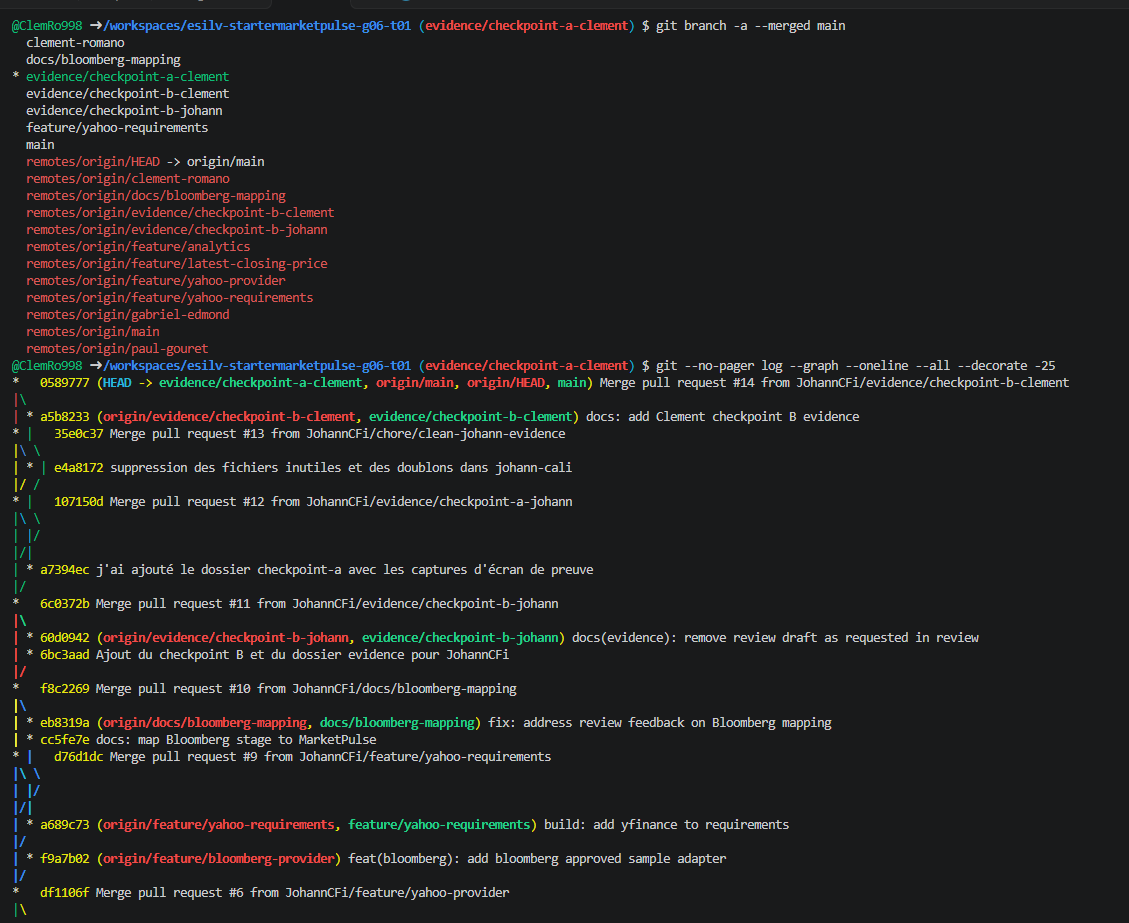 @ClemRo998 ➜/workspaces/esilv-startermarketpulse-g06-t01 (evidence/checkpoint-a-clement) $ git branch -a --merged main
  clement-romano
  docs/bloomberg-mapping
* evidence/checkpoint-a-clement
  evidence/checkpoint-b-clement
  evidence/checkpoint-b-johann
  feature/yahoo-requirements
  main
  remotes/origin/HEAD -> origin/main
  remotes/origin/clement-romano
  remotes/origin/docs/bloomberg-mapping
  remotes/origin/evidence/checkpoint-b-clement
  remotes/origin/evidence/checkpoint-b-johann
  remotes/origin/feature/analytics
  remotes/origin/feature/latest-closing-price
  remotes/origin/feature/yahoo-provider
  remotes/origin/feature/yahoo-requirements
  remotes/origin/gabriel-edmond
  remotes/origin/main
  remotes/origin/paul-gouret
@ClemRo998 ➜/workspaces/esilv-startermarketpulse-g06-t01 (evidence/checkpoint-a-clement) $ git --no-pager log --graph --oneline --all --decorate -25
*   0589777 (HEAD -> evidence/checkpoint-a-clement, origin/main, origin/HEAD, main) Merge pull request #14 from JohannCFi/evidence/checkpoint-b-clement
|\
| * a5b8233 (origin/evidence/checkpoint-b-clement, evidence/checkpoint-b-clement) docs: add Clement checkpoint B evidence
* |   35e0c37 Merge pull request #13 from JohannCFi/chore/clean-johann-evidence
|\ \
| * | e4a8172 suppression des fichiers inutiles et des doublons dans johann-cali
|/ /
* |   107150d Merge pull request #12 from JohannCFi/evidence/checkpoint-a-johann
|\ \
| |/
|/|
| * a7394ec j'ai ajouté le dossier checkpoint-a avec les captures d'écran de preuve
|/
*   6c0372b Merge pull request #11 from JohannCFi/evidence/checkpoint-b-johann
|\
| * 60d0942 (origin/evidence/checkpoint-b-johann, evidence/checkpoint-b-johann) docs(evidence): remove review draft as requested in review
| * 6bc3aad Ajout du checkpoint B et du dossier evidence pour JohannCFi
|/
*   f8c2269 Merge pull request #10 from JohannCFi/docs/bloomberg-mapping
|\
| * eb8319a (origin/docs/bloomberg-mapping, docs/bloomberg-mapping) fix: address review feedback on Bloomberg mapping
| * cc5fe7e docs: map Bloomberg stage to MarketPulse
* |   d76d1dc Merge pull request #9 from JohannCFi/feature/yahoo-requirements
|\ \
| |/
|/|
| * a689c73 (origin/feature/yahoo-requirements, feature/yahoo-requirements) build: add yfinance to requirements
|/
| * f9a7b02 (origin/feature/bloomberg-provider) feat(bloomberg): add bloomberg approved sample adapter
|/
*   df1106f Merge pull request #6 from JohannCFi/feature/yahoo-provider
|\